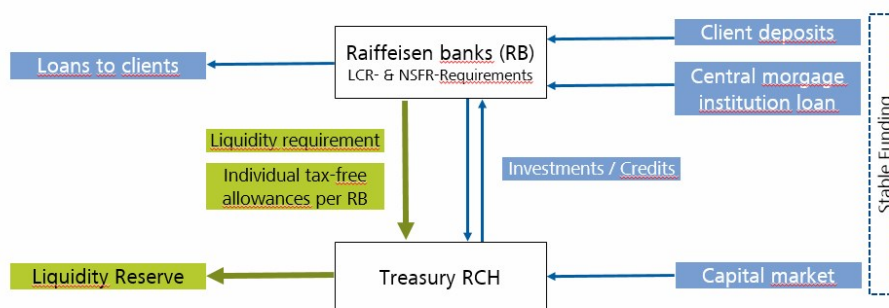 Raiffeisen banks (RB)
LCR- & NSFR-Requirements
Client deposits
Loans to clients
Central morgage
institution loan
Liquidity requirement
Individual tax-free
allowances per RB
Investments / Credits
Stable Funding
Liquidity Reserve
Treasury RCH
Capital market